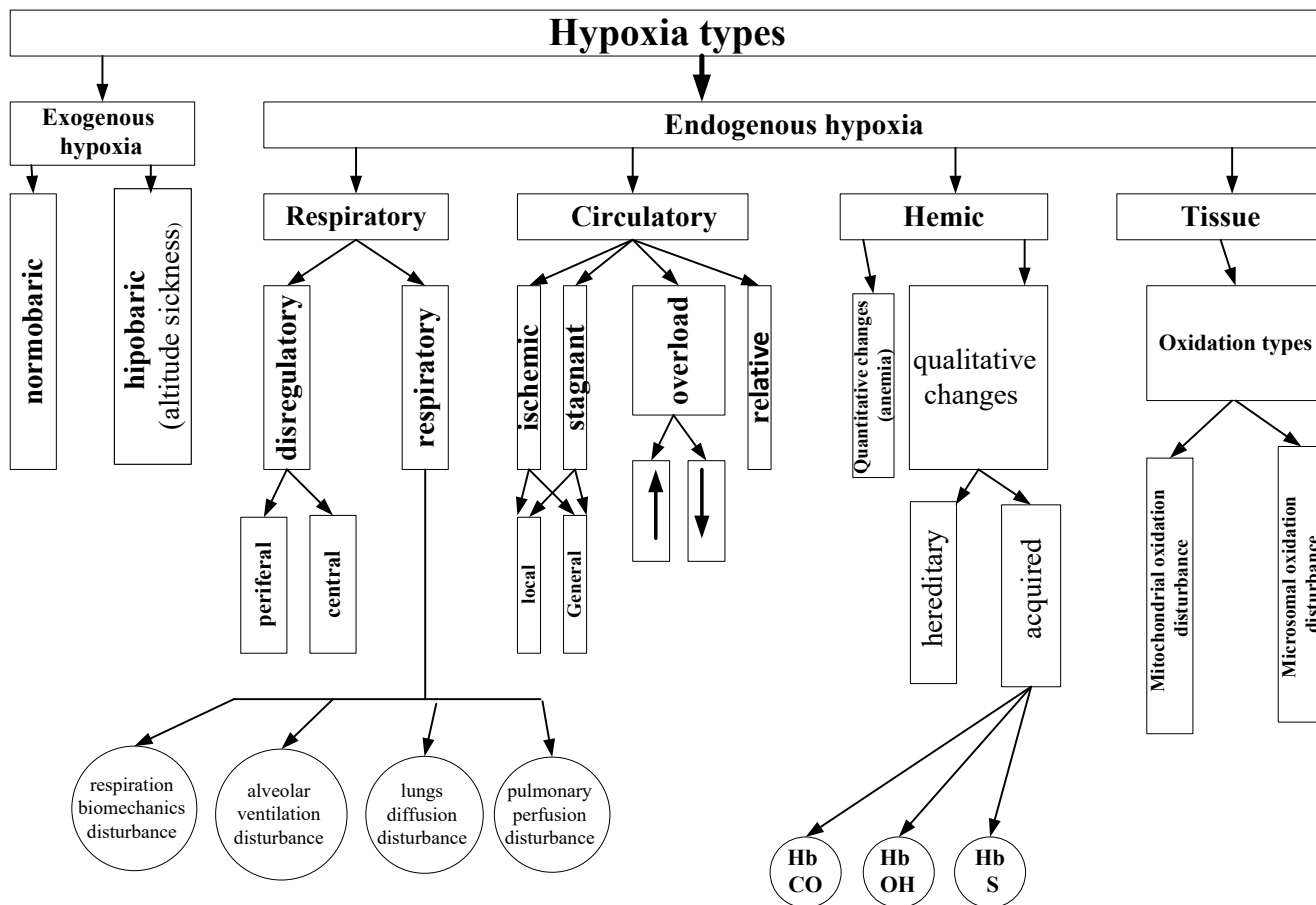 Hypoxia types
Exogenous
hypoxia
Endogenous hypoxia
normobaric
hipobaric
(altitude sickness)
Respiratory
Circulatory
Hemic
Tissue
disregulatory
respiratory
ischemic
stagnant
overload
relative
Quantitative changes
(anemia)
qualitative
changes
Oxidation types
periferal
central
local
General
hereditary
acquired
Mitochondrial oxidation
disturbance
Microsomal oxidation
disturbance
respiration
biomechanics
disturbance
alveolar
ventilation
disturbance
lungs
diffusion
disturbance
pulmonary
perfusion
disturbance
Hb
CO
Hb
OH
Hb
S